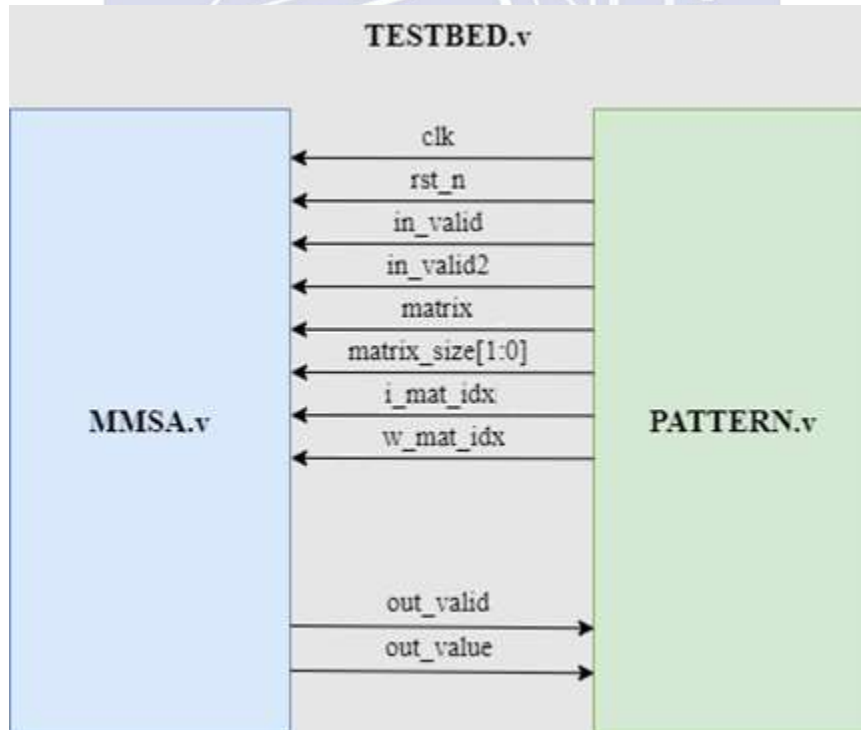 TESTBED.v
clk
rst_n
in_valid
in_valid2
matrix
matrix_size[1:0]
i_mat_idx
MMSA.v
PATTERN.v
w_mat_idx
out_valid
out_value